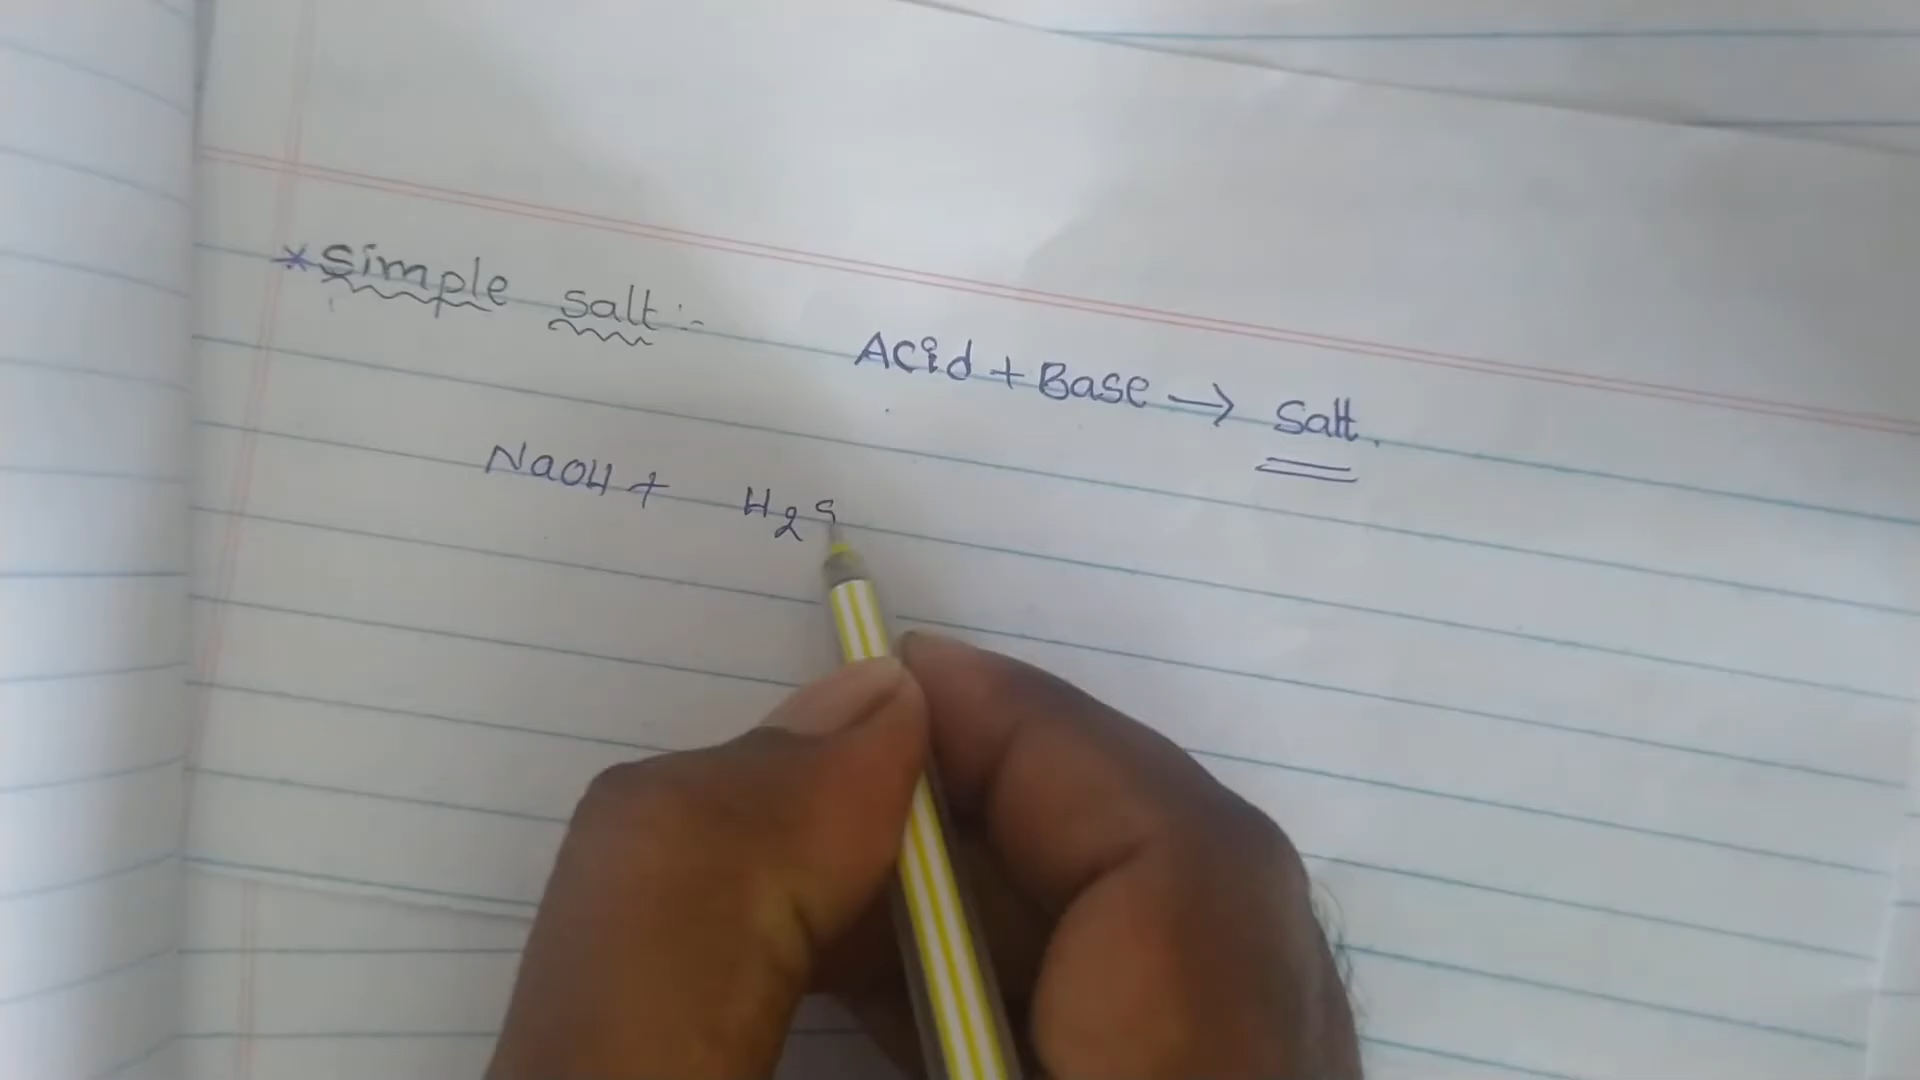 *Simple Salt :-
Acid + Base → Salt.
NaOH + H2S